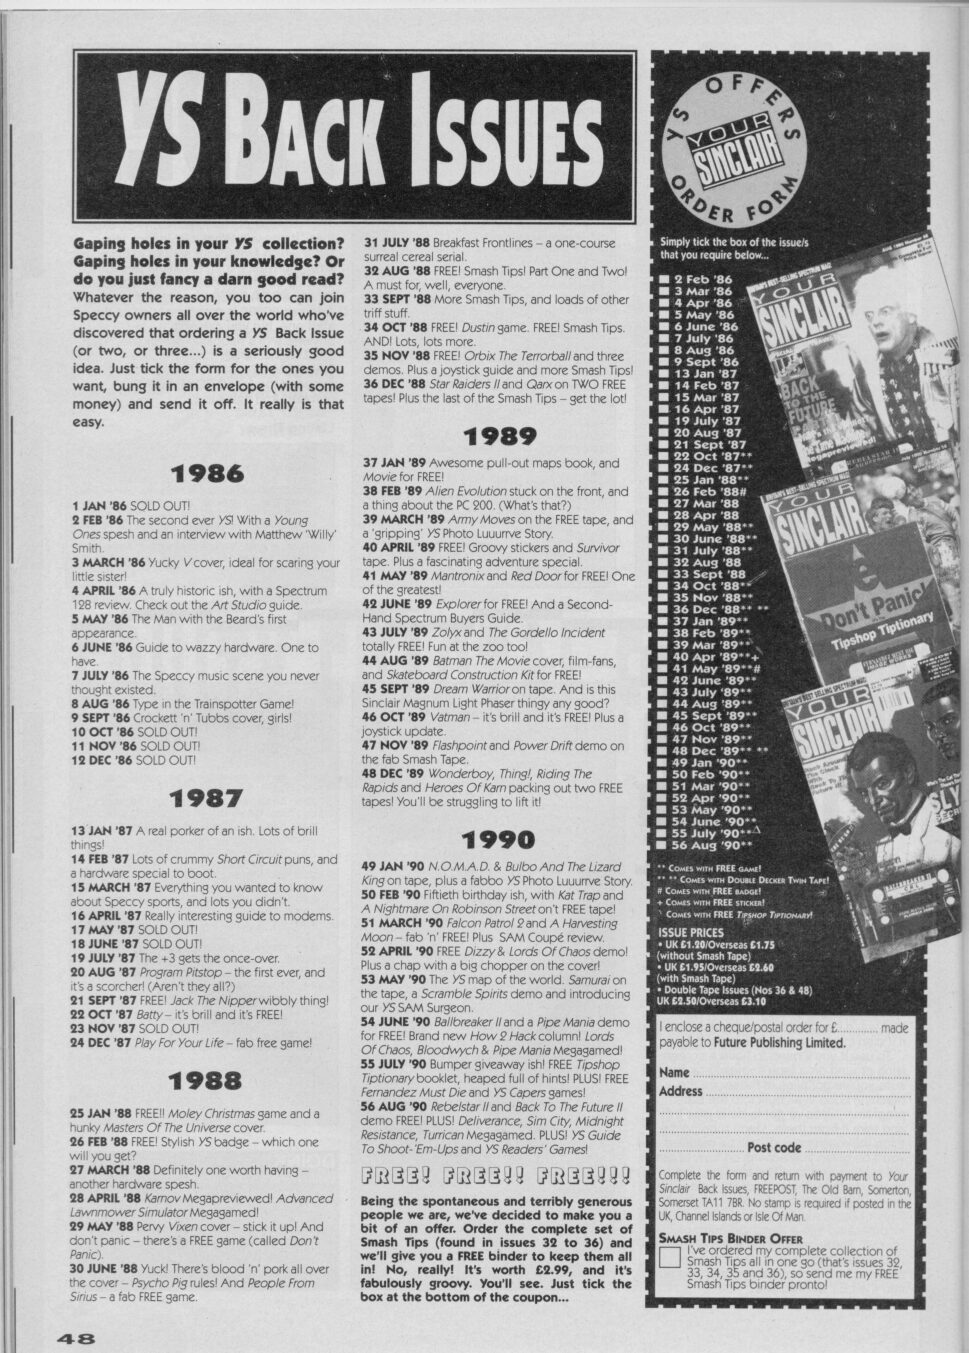 YS BACK ISSUES
Gaping holes in your YS collection?
Gaping holes in your knowledge? Or
do you just fancy a darn good read?
Whatever the reason, you too can join
Speccy owners all over the world who've
discovered that ordering a YS Back Issue
(or two, or three...) is a seriously good
idea. Just tick the form for the ones you
want, bung it in an envelope (with some
money) and send it off. It really is that
easy.
1986
1 JAN '86 SOLD OUT!
2 FEB '86 The second ever YS! With a Young
Ones spesh and an interview with Matthew 'Willy'
Smith.
3 MARCH '86 Yucky V cover, ideal for scaring your
little sister!
4 APRIL '86 A truly historic ish, with a Spectrum
128 review. Check out the Art Studio guide.
5 MAY '86 The Man with the Beard's first
appearance.
6 JUNE '86 Guide to wazzy hardware. One to
have.
7 JULY '86 The Speccy music scene you never
thought existed.
8 AUG '86 Type in the Trainspotter Game!
9 SEPT '86 Crockett 'n' Tubbs cover, girls!
10 OCT '86 SOLD OUT!
11 NOV '86 SOLD OUT!
12 DEC '86 SOLD OUT!
1987
13 JAN '87 A real porker of an ish. Lots of brill
things!
14 FEB '87 Lots of crummy Short Circuit puns, and
a hardware special to boot.
15 MARCH '87 Everything you wanted to know
about Speccy sports, and lots you didn't.
16 APRIL '87 Really interesting guide to modems.
17 MAY '87 SOLD OUT!
18 JUNE '87 SOLD OUT!
19 JULY '87 The +3 gets the once-over.
20 AUG '87 Program Pitstop – the first ever, and
it's a scorcher! (Aren't they all?)
21 SEPT '87 FREE! Jack The Nipper wibbly thing!
22 OCT '87 Batty – it's brill and it's FREE!
23 NOV '87 SOLD OUT!
24 DEC '87 Play For Your Life – fab free game!
1988
25 JAN '88 FREE!! Moley Christmas game and a
hunky Masters Of The Universe cover.
26 FEB '88 FREE! Stylish YS badge – which one
will you get?
27 MARCH '88 Definitely one worth having –
another hardware spesh.
28 APRIL '88 Karnov Megapreviewed! Advanced
Lawnmower Simulator Megagamed!
29 MAY '88 Pervy Vixen cover – stick it up! And
don't panic – there's a FREE game (called Don't
Panic).
30 JUNE '88 Yuck! There's blood 'n' pork all over
the cover – Psycho Pig rules! And People From
Sirius – a fab FREE game.
31 JULY '88 Breakfast Frontlines – a one-course
surreal cereal serial.
32 AUG '88 FREE! Smash Tips! Part One and Two!
A must for, well, everyone.
33 SEPT '88 More Smash Tips, and loads of other
triff stuff.
34 OCT '88 FREE! Dustin game. FREE! Smash Tips.
AND! Lots, lots more.
35 NOV '88 FREE! Orbix The Terrorball and three
demos. Plus a joystick guide and more Smash Tips!
36 DEC '88 Star Raiders II and Qarx on TWO FREE
tapes! Plus the last of the Smash Tips – get the lot!
1989
37 JAN '89 Awesome pull-out maps book, and
Movie for FREE!
38 FEB '89 Alien Evolution stuck on the front, and
a thing about the PC 200. (What's that?)
39 MARCH '89 Army Moves on the FREE tape, and
a 'gripping' YS Photo Luuurrve Story.
40 APRIL '89 FREE! Groovy stickers and Survivor
tape. Plus a fascinating adventure special.
41 MAY '89 Mantronix and Red Door for FREE! One
of the greatest!
42 JUNE '89 Explorer for FREE! And a Second-
Hand Spectrum Buyers Guide.
43 JULY '89 Zolyx and The Gordello Incident
totally FREE! Fun at the zoo too!
44 AUG '89 Batman The Movie cover, film-fans,
and Skateboard Construction Kit for FREE!
45 SEPT '89 Dream Warrior on tape. And is this
Sinclair Magnum Light Phaser thingy any good?
46 OCT '89 Vatman – it's brill and it's FREE! Plus a
joystick update.
47 NOV '89 Flashpoint and Power Drift demo on
the fab Smash Tape.
48 DEC '89 Wonderboy, Thing!, Riding The
Rapids and Heroes Of Karn packing out two FREE
tapes! You'll be struggling to lift it!
1990
49 JAN '90 N.O.M.A.D. & Bulbo And The Lizard
King on tape, plus a fabbo YS Photo Luuurrve Story.
50 FEB '90 Fiftieth birthday ish, with Kat Trap and
A Nightmare On Robinson Street on't FREE tape!
51 MARCH '90 Falcon Patrol 2 and A Harvesting
Moon – fab 'n' FREE! Plus SAM Coupé review.
52 APRIL '90 FREE Dizzy & Lords Of Chaos demo!
Plus a chap with a big chopper on the cover!
53 MAY '90 The YS map of the world. Samurai on
the tape, a Scramble Spirits demo and introducing
our YS SAM Surgeon.
54 JUNE '90 Ballbreaker II and a Pipe Mania demo
for FREE! Brand new How 2 Hack column! Lords
Of Chaos, Bloodwych & Pipe Mania Megagamed!
55 JULY '90 Bumper giveaway ish! FREE Tipshop
Tiptionary booklet, heaped full of hints! PLUS! FREE
Fernandez Must Die and YS Capers games!
56 AUG '90 Rebelstar II and Back To The Future II
demo FREE! PLUS! Deliverance, Sim City, Midnight
Resistance, Turrican Megagamed. PLUS! YS Guide
To Shoot-'Em-Ups and YS Readers' Games!
FREE! FREE!! FREE!!!
Being the spontaneous and terribly generous
people we are, we've decided to make you a
bit of an offer. Order the complete set of
Smash Tips (found in issues 32 to 36) and
we'll give you a FREE binder to keep them all
in! No, really! It's worth £2.99, and it's
fabulously groovy. You'll see. Just tick the
box at the bottom of the coupon...
YS OFFERS
YOUR
SINCLAIR
ORDER FORM
Simply tick the box of the issue/s
that you require below...
2 Feb '86
3 Mar '86
4 Apr '86
5 May '86
6 June '86
7 July '86
8 Aug '86
9 Sept '86
13 Jan '87
14 Feb '87
15 Mar '87
16 Apr '87
19 July '87
20 Aug '87
21 Sept '87
22 Oct '87**
24 Dec '87**
25 Jan '88**
26 Feb '88#
27 Mar '88
28 Apr '88
29 May '88**
30 June '88**
31 July '88**
32 Aug '88
33 Sept '88
34 Oct '88**
35 Nov '88**
36 Dec '88** **
37 Jan '89**
38 Feb '89**
39 Mar '89**
40 Apr '89**+
41 May '89**#
42 June '89**
43 July '89**
44 Aug '89**
45 Sept '89**
46 Oct '89**
47 Nov '89**
48 Dec '89** **
49 Jan '90**
50 Feb '90**
51 Mar '90**
52 Apr '90**
53 May '90**
54 June '90**
55 July '90**^
56 Aug '90**
YOUR
SINCLAIR
BACK
TO THE
FUTURE
YOUR
SINCLAIR
Don't Panic!
Tipshop Tiptionary
YOUR
SINCLAIR
** COMES WITH FREE GAME!
** ** COMES WITH DOUBLE DECKER TWIN TAPE!
# COMES WITH FREE BADGE!
+ COMES WITH FREE STICKER!
^ COMES WITH FREE TIPSHOP TIPTIONARY!
ISSUE PRICES
• UK £1.20/Overseas £1.75
(without Smash Tape)
• UK £1.95/Overseas £2.60
(with Smash Tape)
• Double Tape Issues (Nos 36 & 48)
UK £2.50/Overseas £3.10
I enclose a cheque/postal order for £............ made
payable to Future Publishing Limited.
Name
Address
Post code
Complete the form and return with payment to Your
Sinclair Back Issues, FREEPOST, The Old Barn, Somerton,
Somerset TA11 7BR. No stamp is required if posted in the
UK, Channel Islands or Isle Of Man.
SMASH TIPS BINDER OFFER
I've ordered my complete collection of
Smash Tips all in one go (that's issues 32,
33, 34, 35 and 36), so send me my FREE
Smash Tips binder pronto!
48